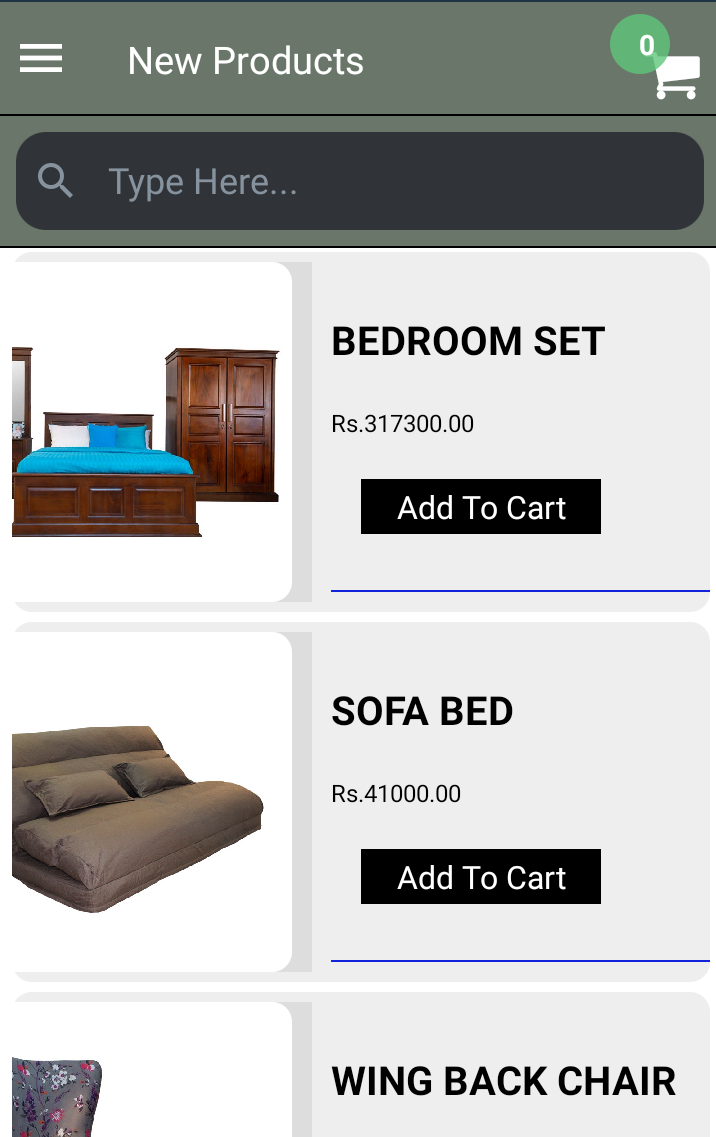 New Products
0
Type Here...
BEDROOM SET
Rs.317300.00
Add To Cart
SOFA BED
Rs.41000.00
Add To Cart
WING BACK CHAIR